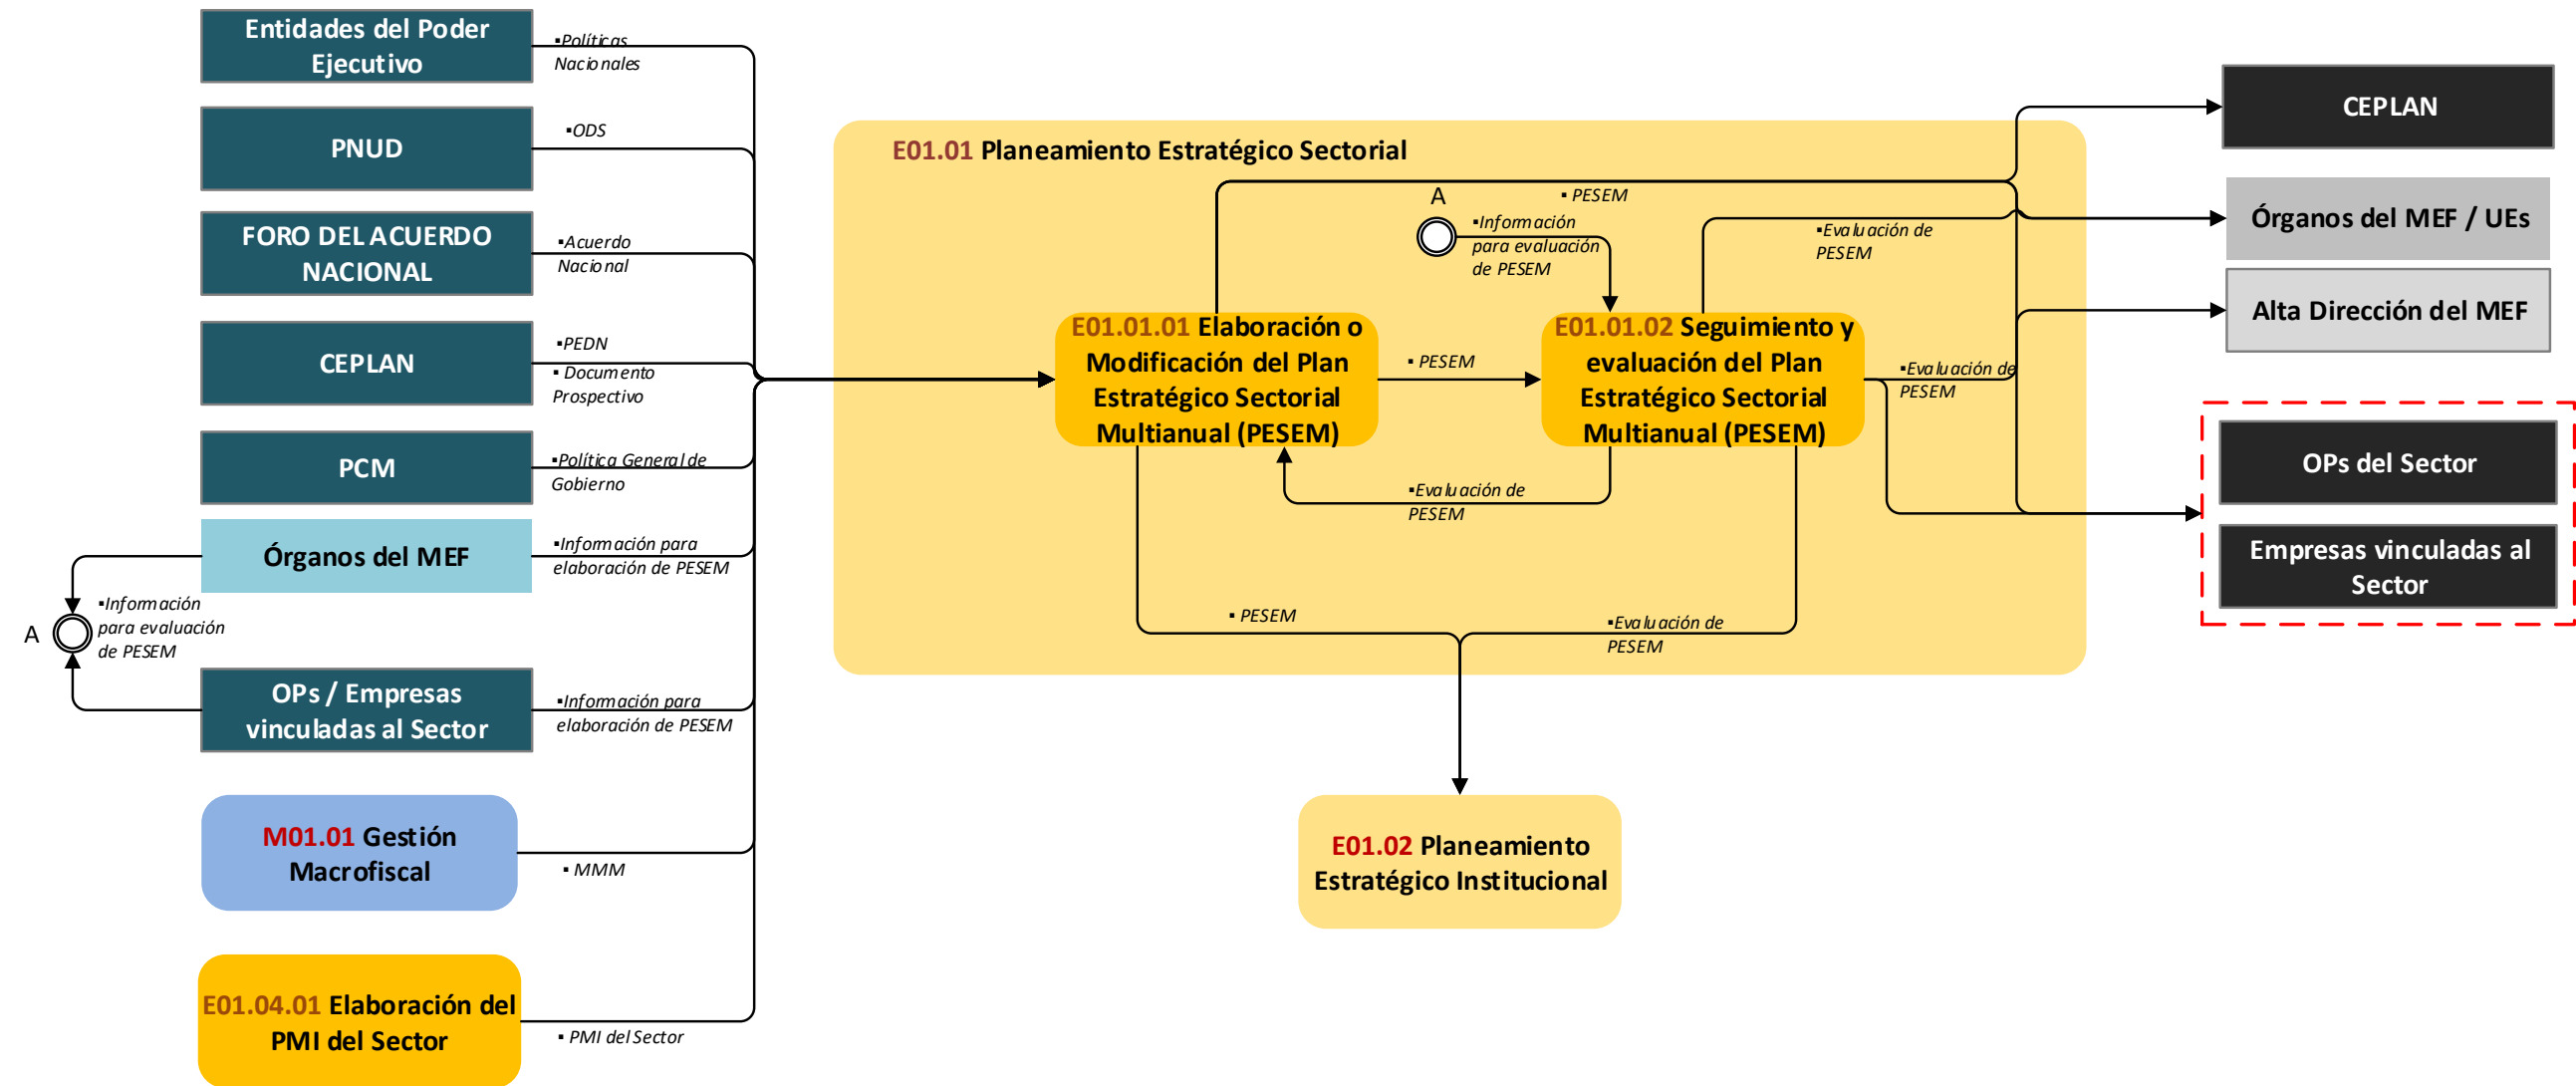 Entidades del Poder
Ejecutivo
▪Políticas
Nacionales
PNUD
▪ODS
FORO DEL ACUERDO
NACIONAL
▪Acuerdo
Nacional
CEPLAN
▪PEDN
▪ Documento
Prospectivo
PCM
▪Política General de
Gobierno
Órganos del MEF
▪Información para
elaboración de PESEM
A
▪Información
para evaluación
de PESEM
OPs / Empresas
vinculadas al Sector
▪Información para
elaboración de PESEM
M01.01 Gestión
Macrofiscal
▪ MMM
E01.04.01 Elaboración del
PMI del Sector
▪ PMI del Sector
E01.01 Planeamiento Estratégico Sectorial
A
▪Información
para evaluación
de PESEM
▪ PESEM
▪Evaluación de
PESEM
E01.01.01 Elaboración o
Modificación del Plan
Estratégico Sectorial
Multianual (PESEM)
▪ PESEM
E01.01.02 Seguimiento y
evaluación del Plan
Estratégico Sectorial
Multianual (PESEM)
▪Evaluación de
PESEM
▪Evaluación de
PESEM
▪ PESEM
▪Evaluación de
PESEM
E01.02 Planeamiento
Estratégico Institucional
CEPLAN
Órganos del MEF / UEs
Alta Dirección del MEF
OPs del Sector
Empresas vinculadas al
Sector